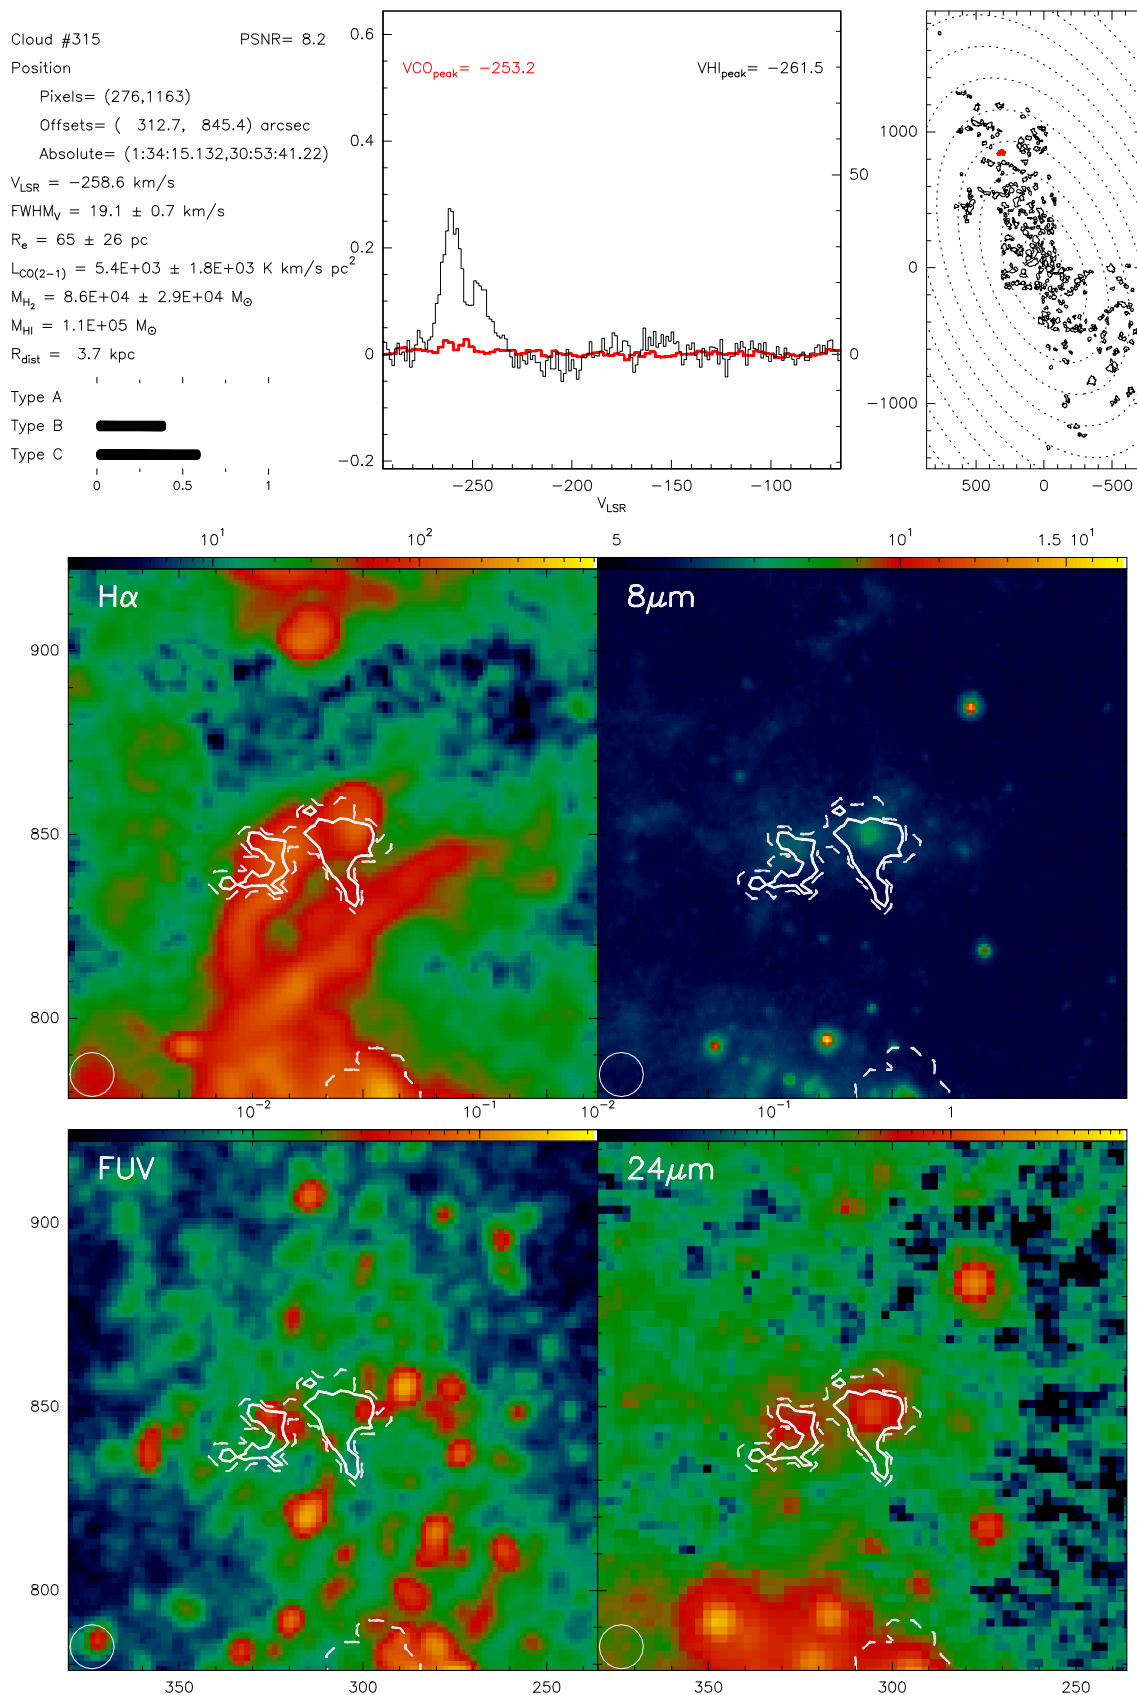 Cloud #315 PSNR= 8.2
Position
Pixels= (276,1163)
Offsets= ( 312.7, 845.4) arcsec
Absolute= (1:34:15.132,30:53:41.22)
V_LSR = −258.6 km/s
FWHM_V = 19.1 ± 0.7 km/s
R_e = 65 ± 26 pc
L_CO(2−1) = 5.4E+03 ± 1.8E+03 K km/s pc²
M_H₂ = 8.6E+04 ± 2.9E+04 M⊙
M_HI = 1.1E+05 M⊙
R_dist = 3.7 kpc
Type A
Type B
Type C
0 0.5 1
VCO_peak= −253.2 VHI_peak= −261.5
0.6
0.4
0.2
0
−0.2
50
0
−250 −200 −150 −100
V_LSR
1000
0
−1000
500 0 −500
10¹ 10² 5 10¹ 1.5 10¹
Hα 8μm
900
850
800
10⁻² 10⁻¹ 10⁻² 10⁻¹ 1
FUV 24μm
900
850
800
350 300 250 350 300 250